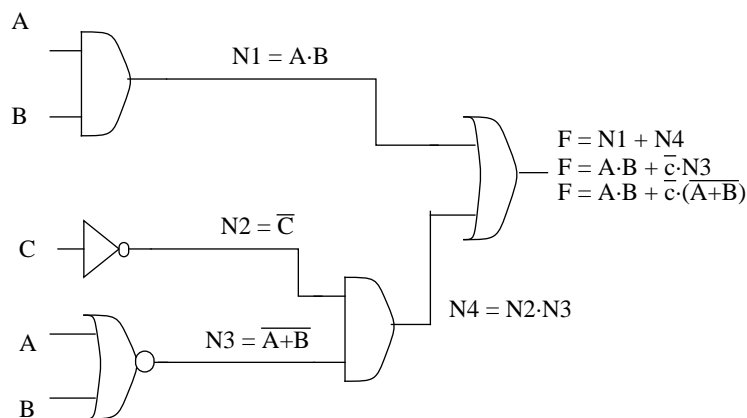 A
N1 = A·B
B
F = N1 + N4
F = A·B + c̅·N3
F = A·B + c̅·(A̅+̅B̅)
C
N2 = C̅
N4 = N2·N3
A
N3 = A̅+̅B̅
B